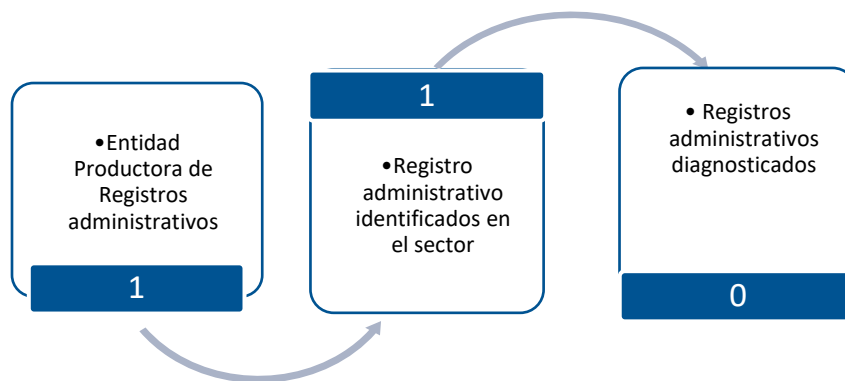 •Entidad
Productora de
Registros
administrativos
1
1
•Registro
administrativo
identificados en
el sector
• Registros
administrativos
diagnosticados
0